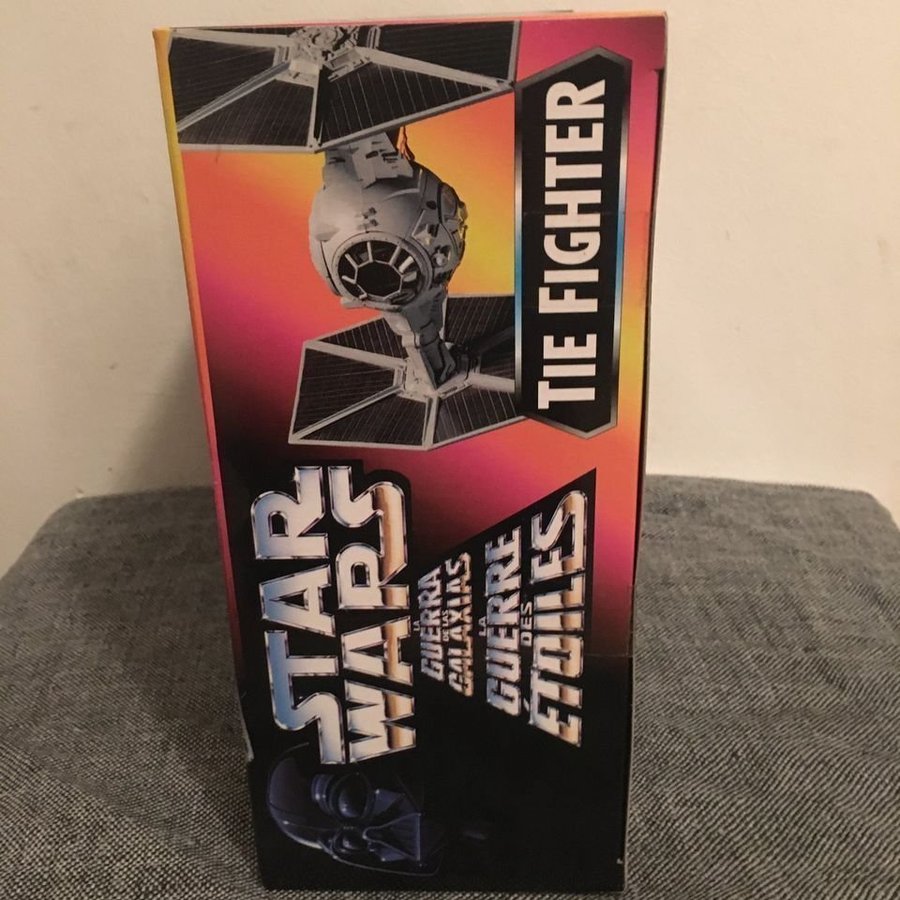 STAR
WARS
LA
GUERRA
DE LAS
GALAXIAS
LA
GUERRE
DES
ÉTOILES
TIE FIGHTER